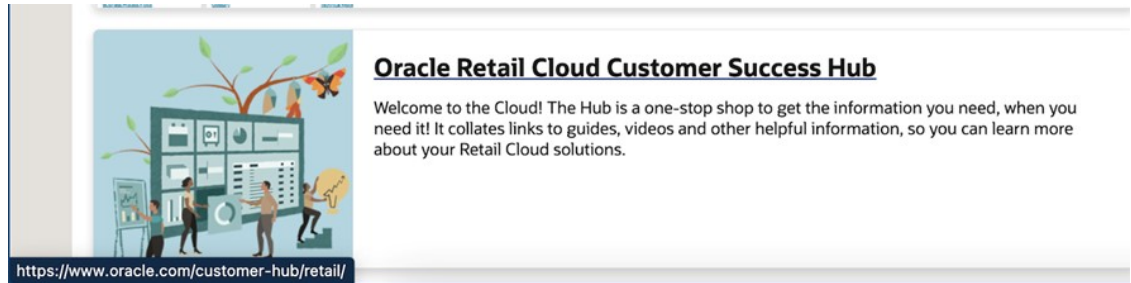 Oracle Retail Cloud Customer Success Hub
Welcome to the Cloud! The Hub is a one-stop shop to get the information you need, when you
need it! It collates links to guides, videos and other helpful information, so you can learn more
about your Retail Cloud solutions.
https://www.oracle.com/customer-hub/retail/